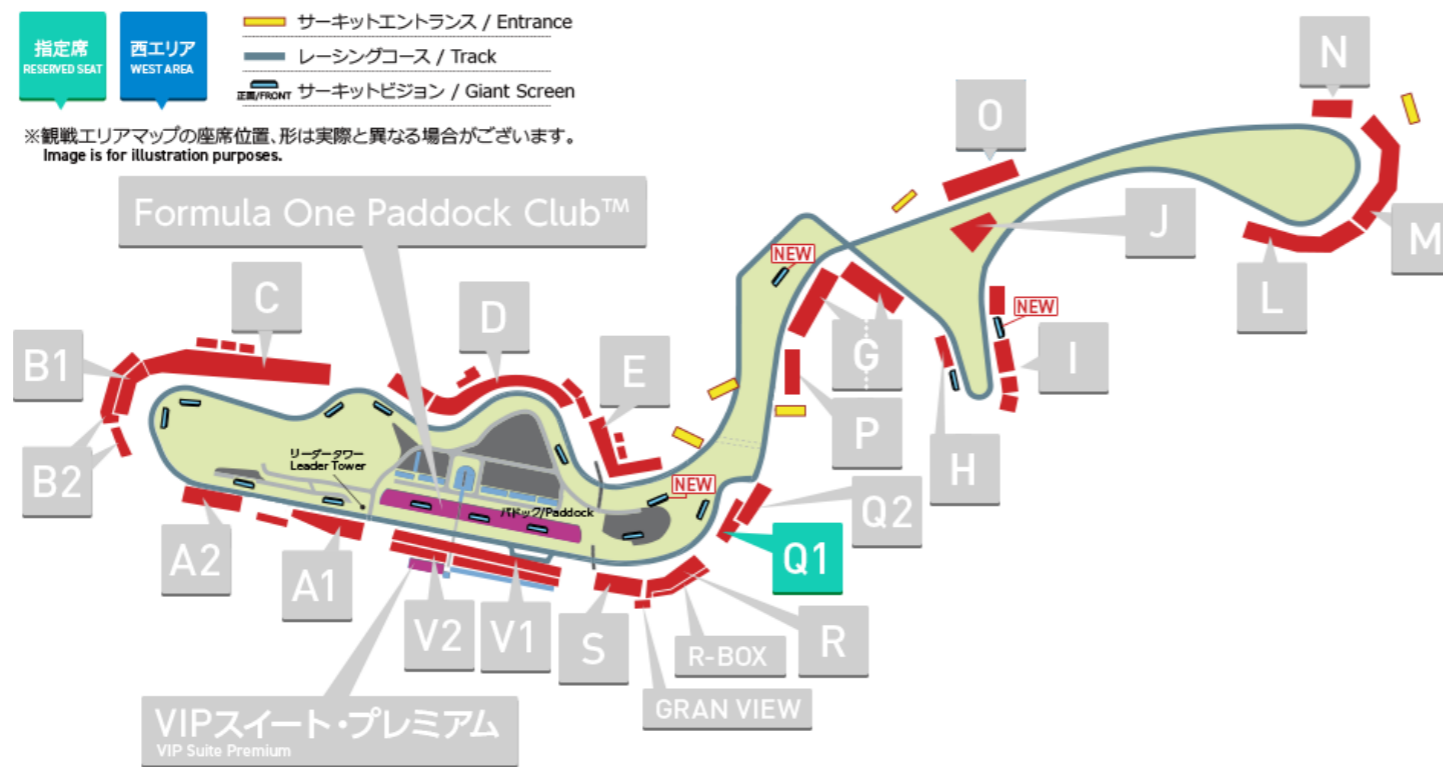 指定席
RESERVED SEAT
西エリア
WEST AREA
サーキットエントランス / Entrance
レーシングコース / Track
正面/FRONT サーキットビジョン / Giant Screen
※観戦エリアマップの座席位置、形は実際と異なる場合がございます。
Image is for illustration purposes.
Formula One Paddock Club™
N
O
J
M
L
NEW
NEW
C
D
G
I
B1
E
P
H
B2
リーダータワー
Leader Tower
NEW
パドック/Paddock
Q2
Q1
A2
A1
V2
V1
S
R-BOX
R
GRAN VIEW
VIPスイート・プレミアム
VIP Suite Premium